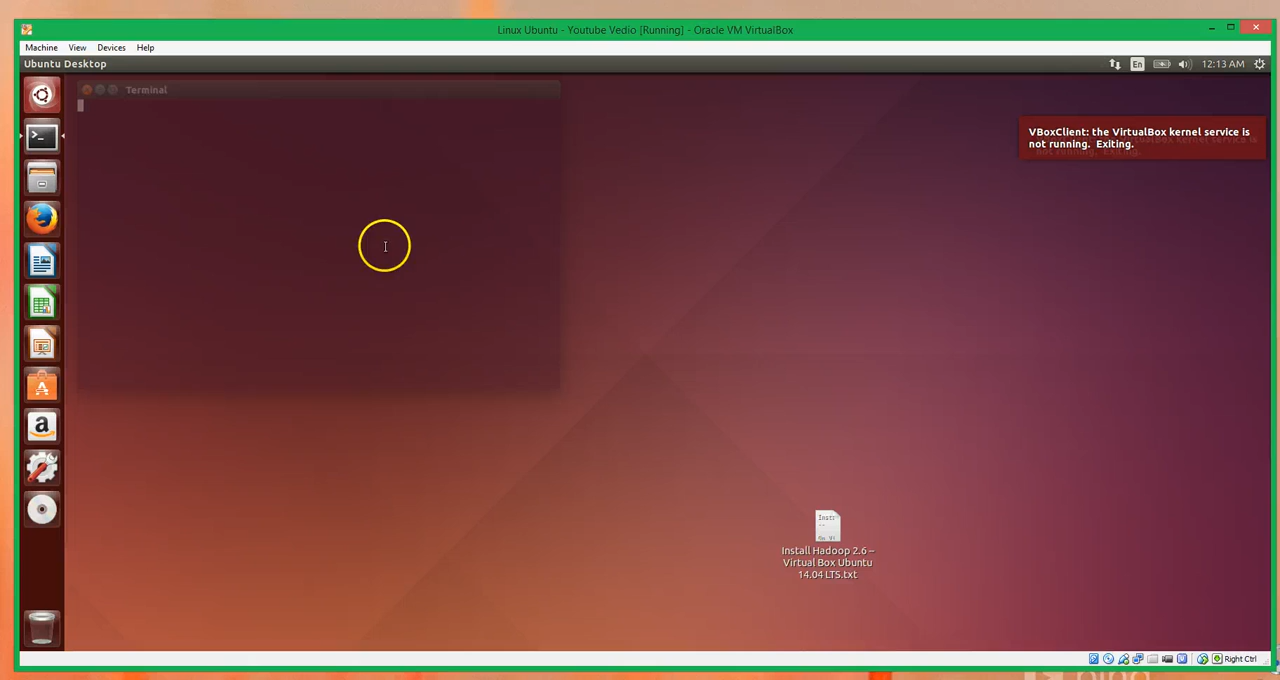 Linux Ubuntu - Youtube Vedio [Running] - Oracle VM VirtualBox
Machine View Devices Help
Ubuntu Desktop
En
12:13 AM
Terminal
VBoxClient: the VirtualBox kernel service is
not running. Exiting.
Install Hadoop 2.6 –
Virtual Box Ubuntu
14.04 LTS.txt
Right Ctrl